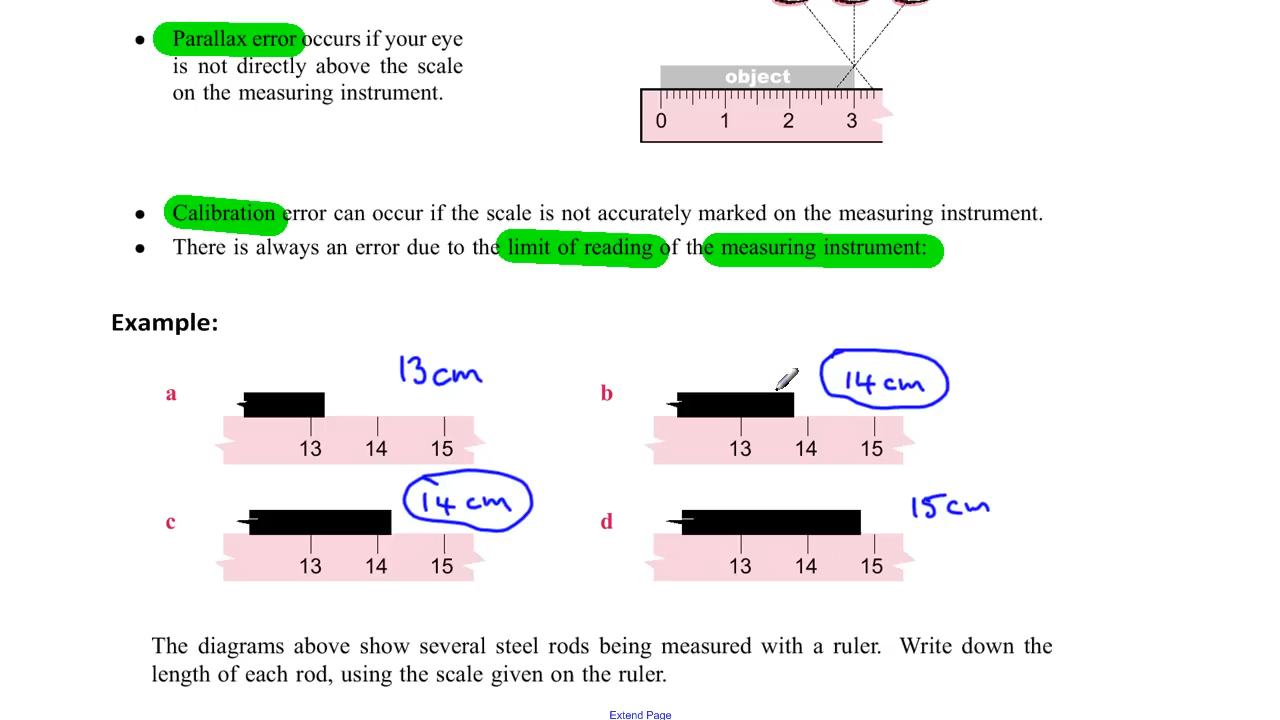 • Parallax error occurs if your eye
is not directly above the scale
on the measuring instrument.
object
0 1 2 3
• Calibration error can occur if the scale is not accurately marked on the measuring instrument.
• There is always an error due to the limit of reading of the measuring instrument:
Example:
a 13 cm
13 14 15
b 14 cm
13 14 15
c 14 cm
13 14 15
d 15 cm
13 14 15
The diagrams above show several steel rods being measured with a ruler. Write down the
length of each rod, using the scale given on the ruler.
Extend Page